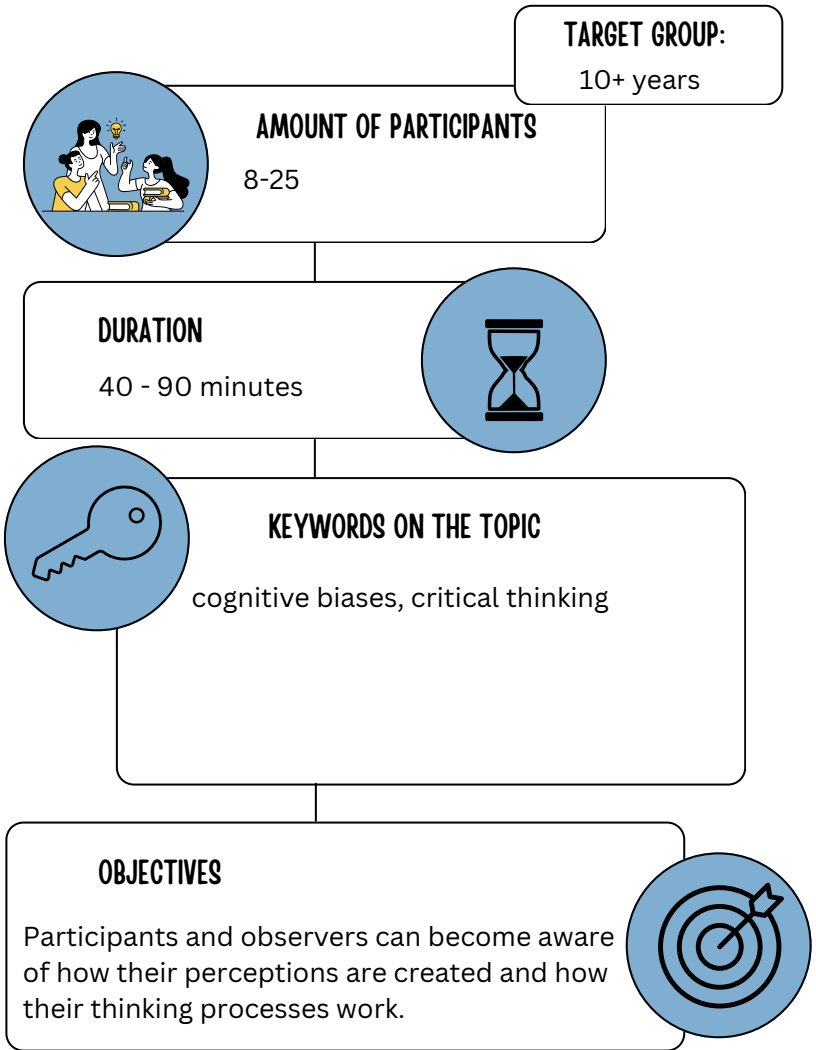 TARGET GROUP:
10+ years
AMOUNT OF PARTICIPANTS
8-25
DURATION
40 - 90 minutes
KEYWORDS ON THE TOPIC
cognitive biases, critical thinking
OBJECTIVES
Participants and observers can become aware
of how their perceptions are created and how
their thinking processes work.